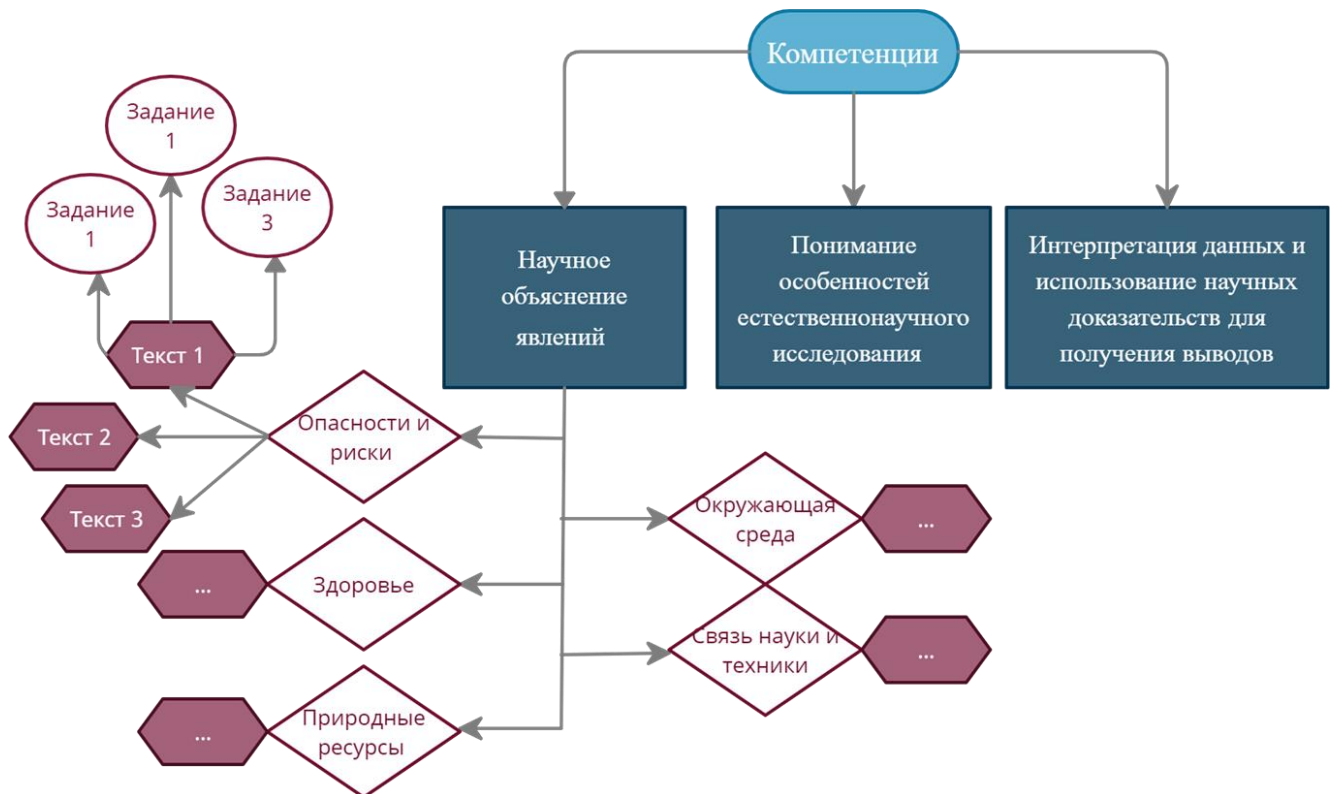 Компетенции
Задание
1
Задание
1
Задание
3
Научное
объяснение
явлений
Понимание
особенностей
естественнонаучного
исследования
Интерпретация данных и
использование научных
доказательств для
получения выводов
Текст 1
Текст 2
Текст 3
Опасности и
риски
Окружающая
среда
...
...
Здоровье
Связь науки и
техники
...
...
Природные
ресурсы